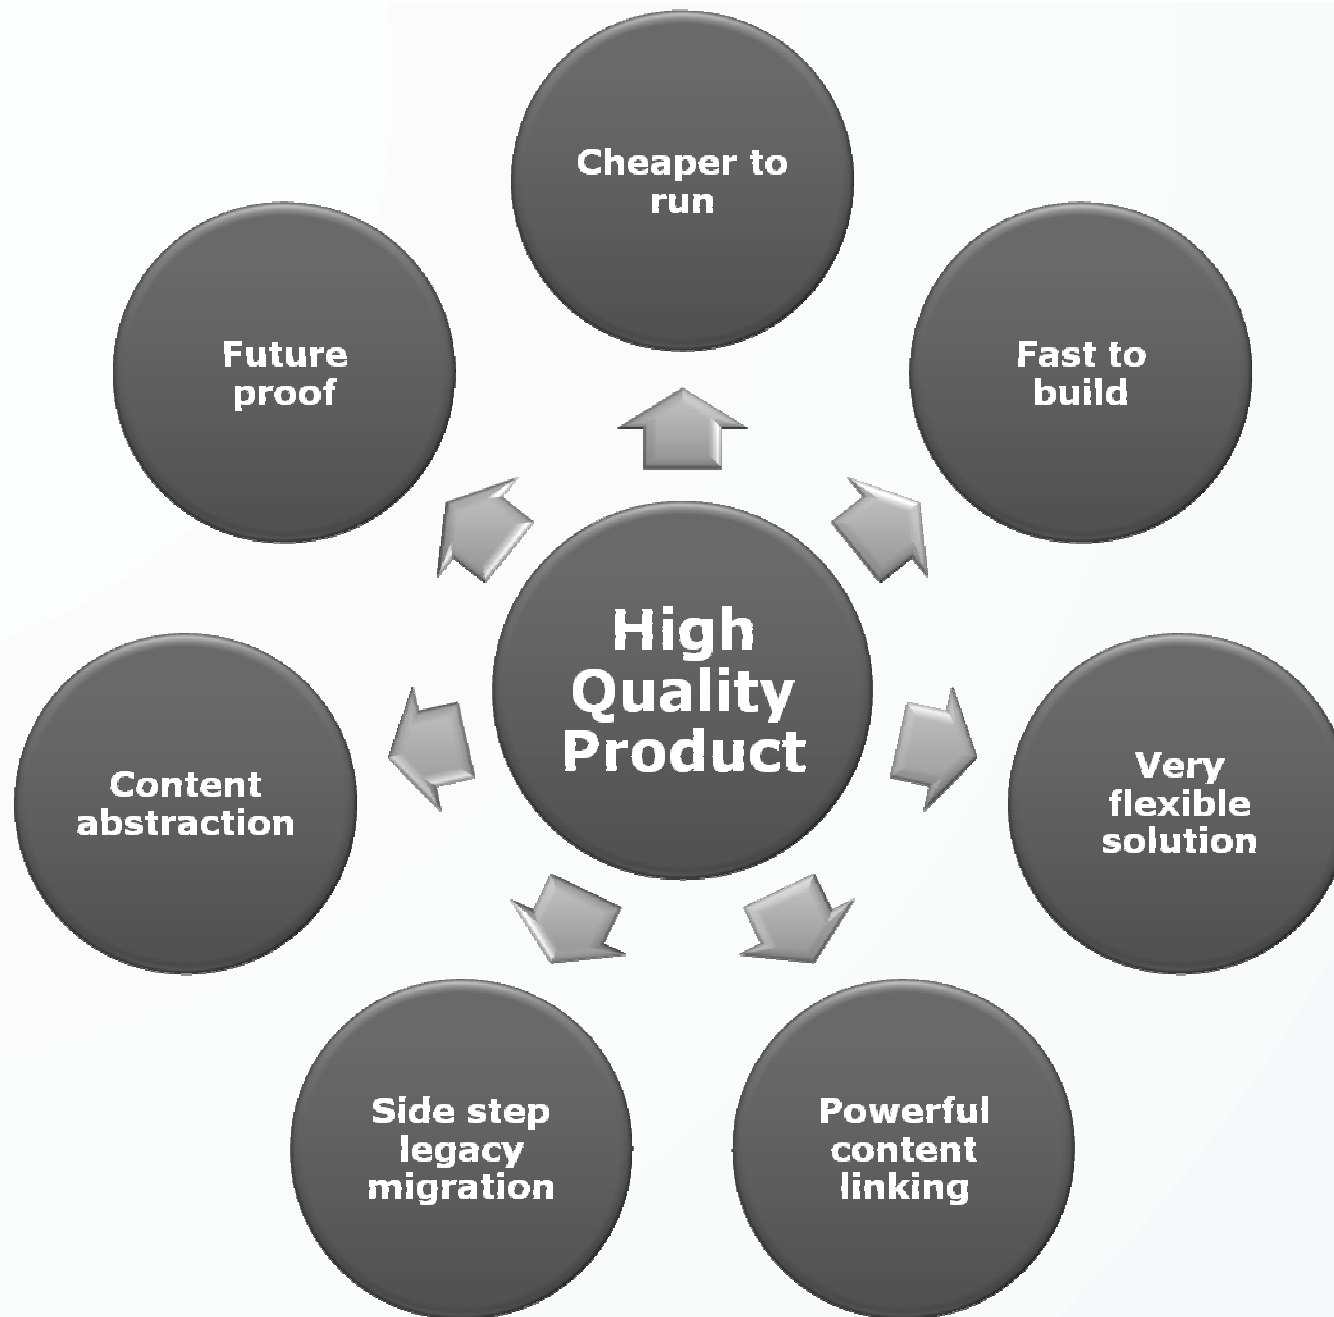 Cheaper to
run
Fast to
build
Very
flexible
solution
Powerful
content
linking
Side step
legacy
migration
Content
abstraction
Future
proof
High
Quality
Product